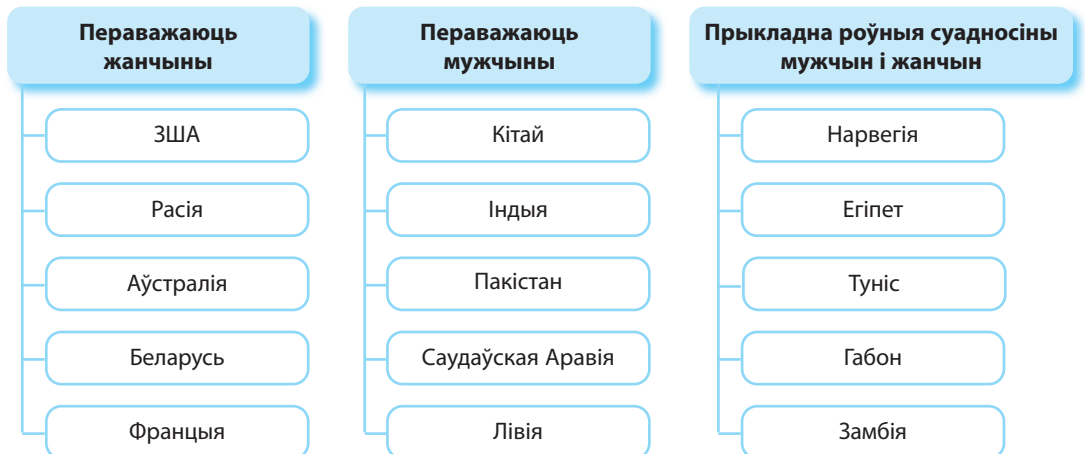 Пераважаюць
жанчыны
ЗША
Расія
Аўстралія
Беларусь
Францыя
Пераважаюць
мужчыны
Кітай
Індыя
Пакістан
Саудаўская Аравія
Лівія
Прыкладна роўныя суадносіны
мужчын і жанчын
Нарвегія
Егіпет
Туніс
Габон
Замбія